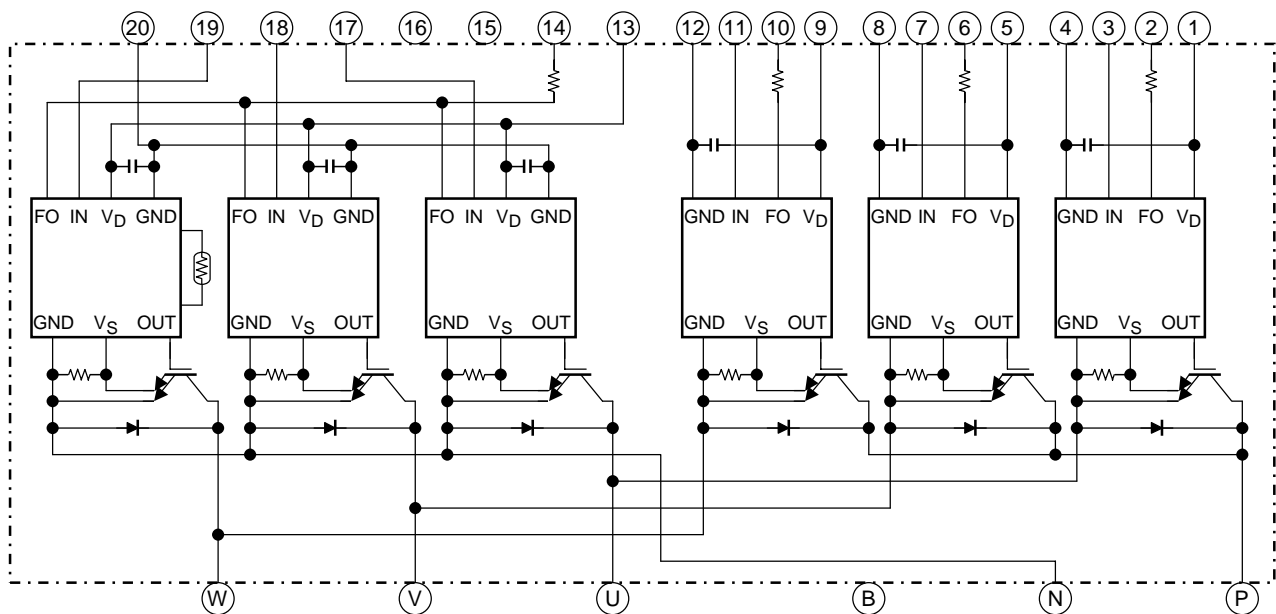 20 19 18 17 16 15 14 13 12 11 10 9 8 7 6 5 4 3 2 1
FO IN VD GND FO IN VD GND FO IN VD GND GND IN FO VD GND IN FO VD GND IN FO VD
GND VS OUT GND VS OUT GND VS OUT GND VS OUT GND VS OUT GND VS OUT
W V U B N P